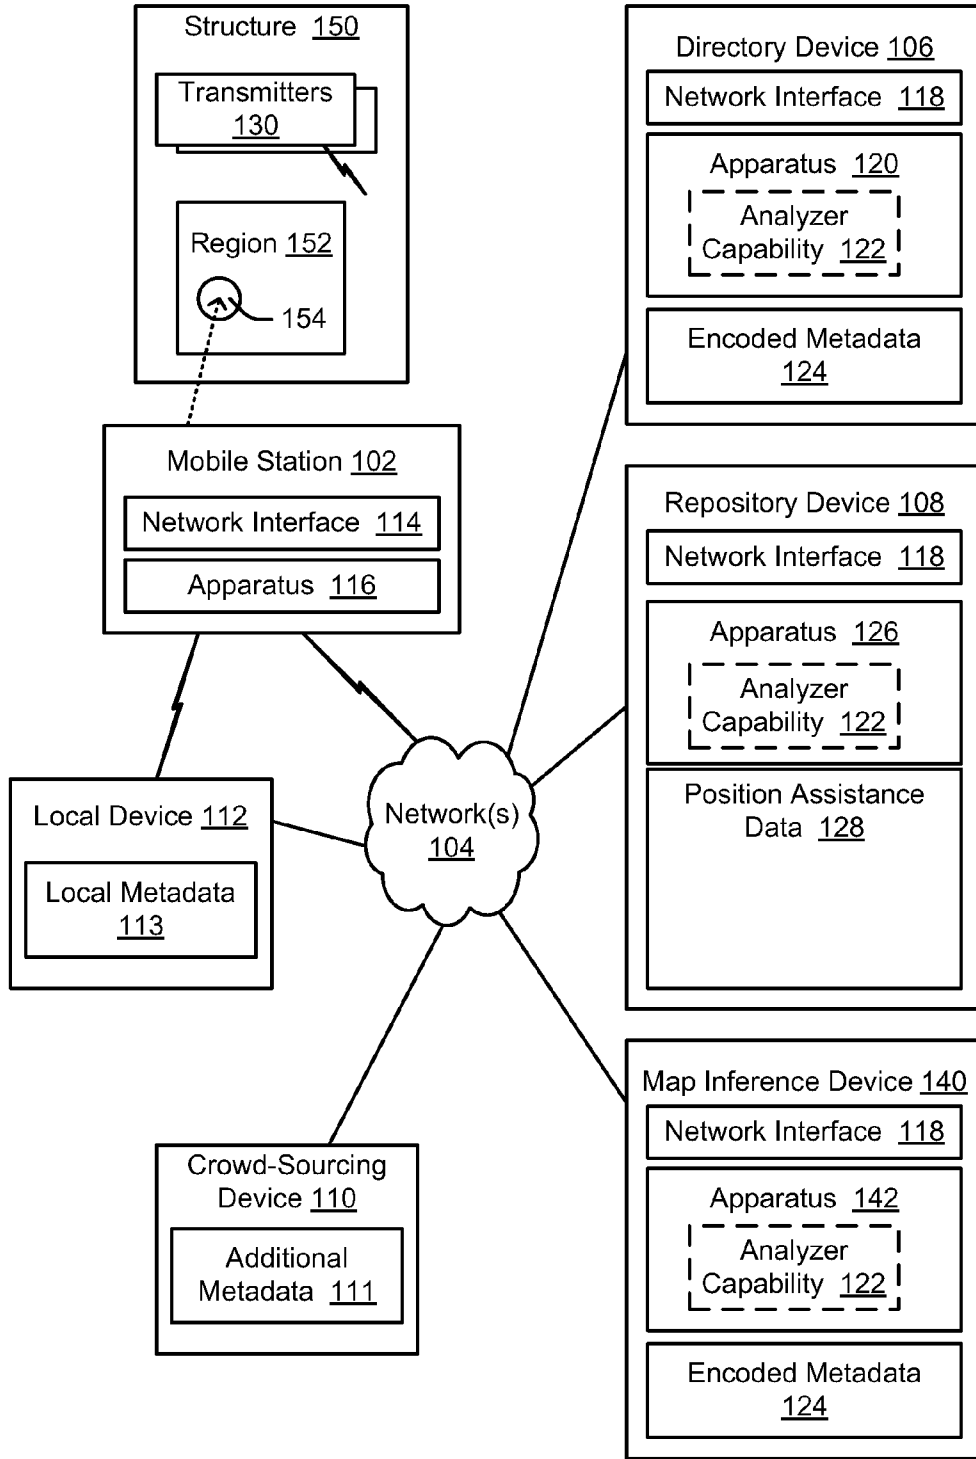 Structure 150
Transmitters
130
Region 152
154
Mobile Station 102
Network Interface 114
Apparatus 116
Local Device 112
Local Metadata
113
Network(s)
104
Crowd-Sourcing
Device 110
Additional
Metadata 111
Directory Device 106
Network Interface 118
Apparatus 120
Analyzer
Capability 122
Encoded Metadata
124
Repository Device 108
Network Interface 118
Apparatus 126
Analyzer
Capability 122
Position Assistance
Data 128
Map Inference Device 140
Network Interface 118
Apparatus 142
Analyzer
Capability 122
Encoded Metadata
124